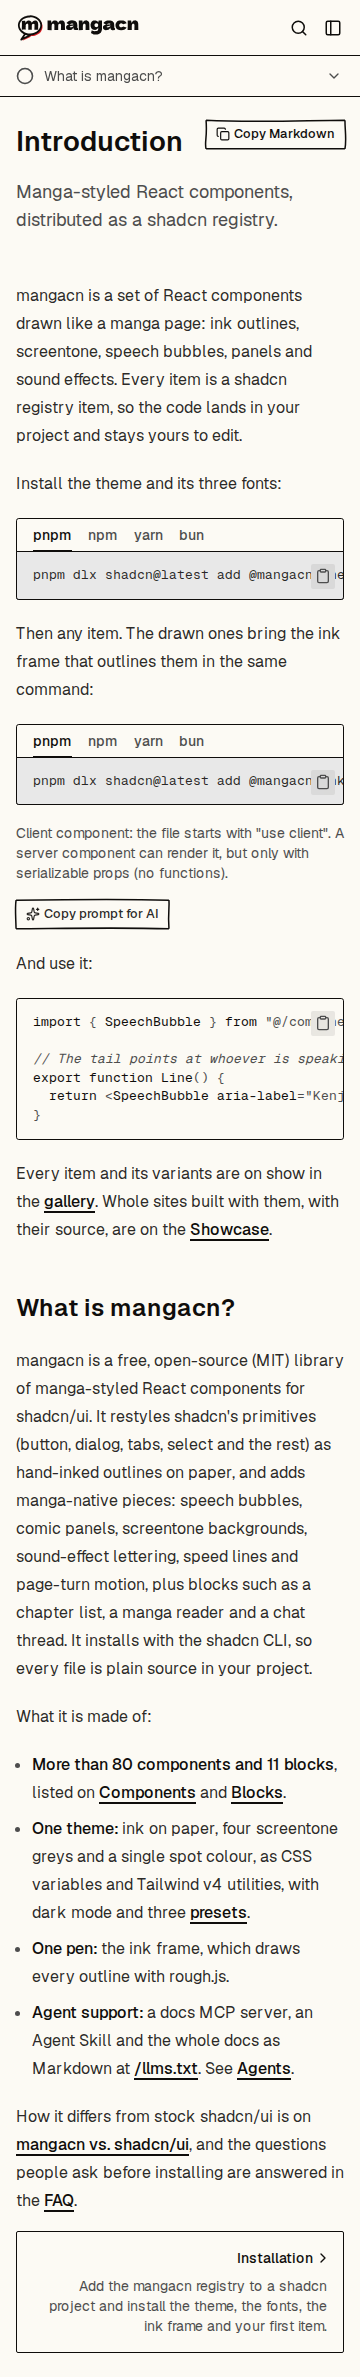 mangacn
What is mangacn?
Introduction
Copy Markdown
Manga-styled React components,
distributed as a shadcn registry.
mangacn is a set of React components
drawn like a manga page: ink outlines,
screentone, speech bubbles, panels and
sound effects. Every item is a shadcn
registry item, so the code lands in your
project and stays yours to edit.
Install the theme and its three fonts:
pnpm npm yarn bun
pnpm dlx shadcn@latest add @mangacn
Then any item. The drawn ones bring the ink
frame that outlines them in the same
command:
pnpm npm yarn bun
pnpm dlx shadcn@latest add @mangacn
Client component: the file starts with "use client". A
server component can render it, but only with
serializable props (no functions).
Copy prompt for AI
And use it:
import { SpeechBubble } from "@/com
// The tail points at whoever is speaki
export function Line() {
return <SpeechBubble aria-label="Kenj
}
Every item and its variants are on show in
the gallery. Whole sites built with them, with
their source, are on the Showcase.
What is mangacn?
mangacn is a free, open-source (MIT) library
of manga-styled React components for
shadcn/ui. It restyles shadcn's primitives
(button, dialog, tabs, select and the rest) as
hand-inked outlines on paper, and adds
manga-native pieces: speech bubbles,
comic panels, screentone backgrounds,
sound-effect lettering, speed lines and
page-turn motion, plus blocks such as a
chapter list, a manga reader and a chat
thread. It installs with the shadcn CLI, so
every file is plain source in your project.
What it is made of:
• More than 80 components and 11 blocks,
listed on Components and Blocks.
• One theme: ink on paper, four screentone
greys and a single spot colour, as CSS
variables and Tailwind v4 utilities, with
dark mode and three presets.
• One pen: the ink frame, which draws
every outline with rough.js.
• Agent support: a docs MCP server, an
Agent Skill and the whole docs as
Markdown at /llms.txt. See Agents.
How it differs from stock shadcn/ui is on
mangacn vs. shadcn/ui, and the questions
people ask before installing are answered in
the FAQ.
Installation
Add the mangacn registry to a shadcn
project and install the theme, the fonts, the
ink frame and your first item.